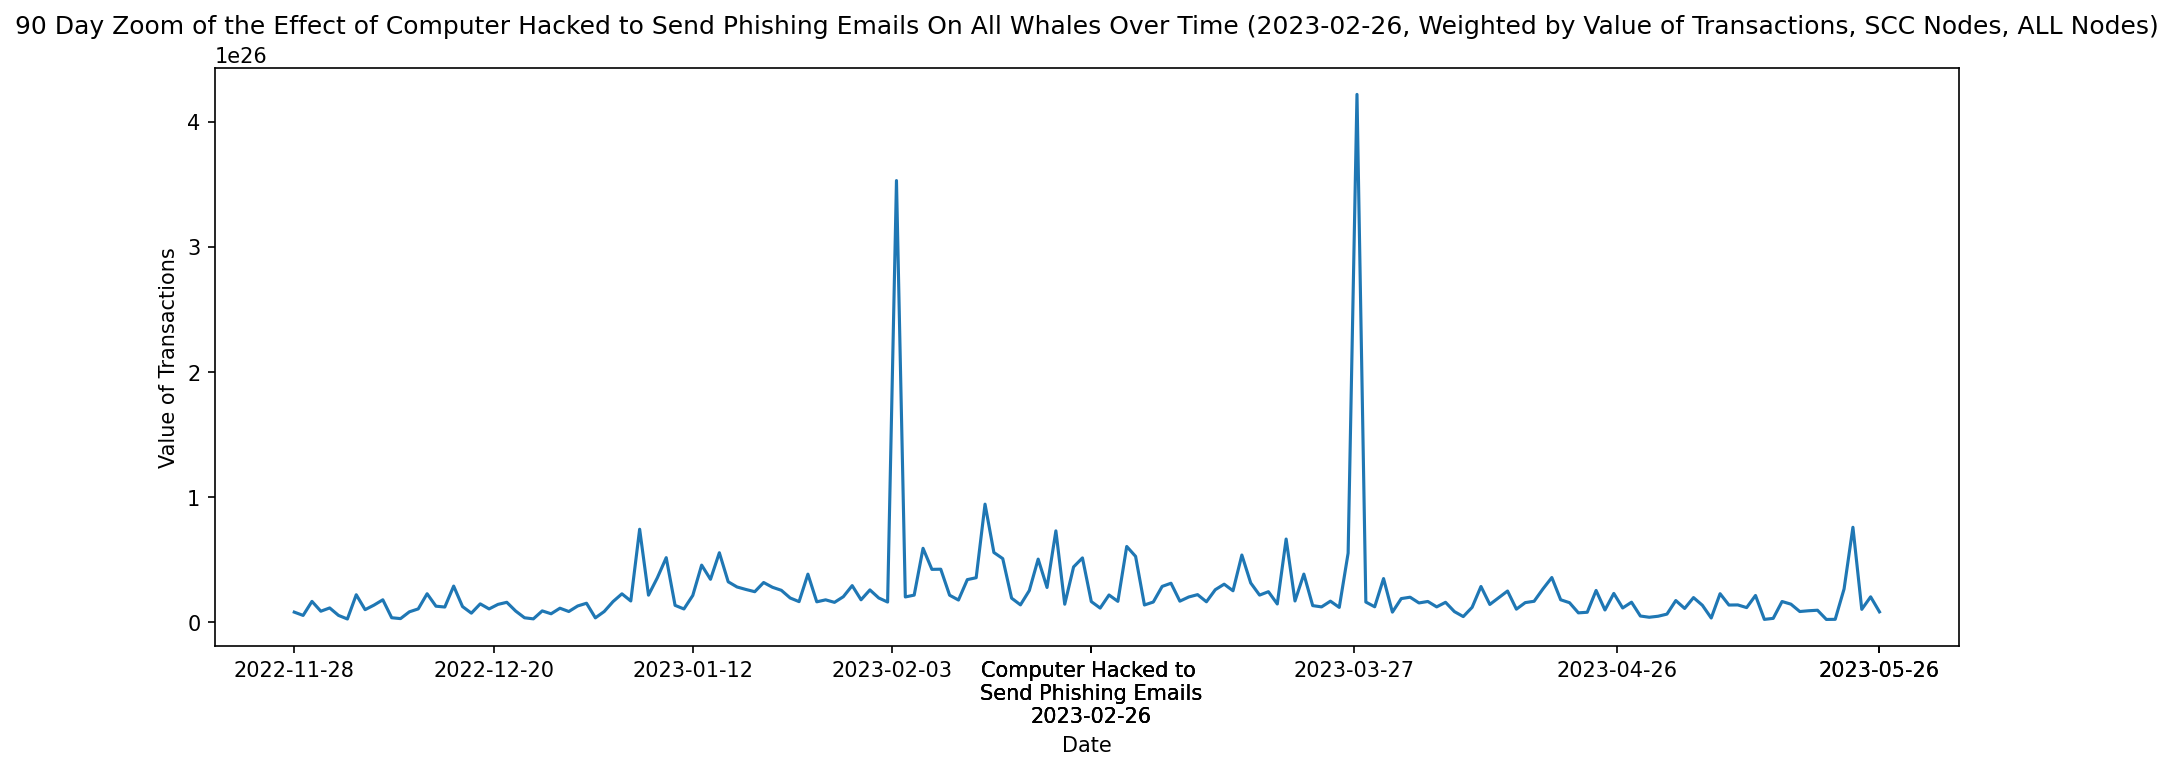 90 Day Zoom of the Effect of Computer Hacked to Send Phishing Emails On All Whales Over Time (2023-02-26, Weighted by Value of Transactions, SCC Nodes, ALL Nodes)
1e26
4
3
2
1
0
Value of Transactions
2022-11-28
2022-12-20
2023-01-12
2023-02-03
Computer Hacked to
Send Phishing Emails
2023-02-26
2023-03-27
2023-04-26
2023-05-26
Date